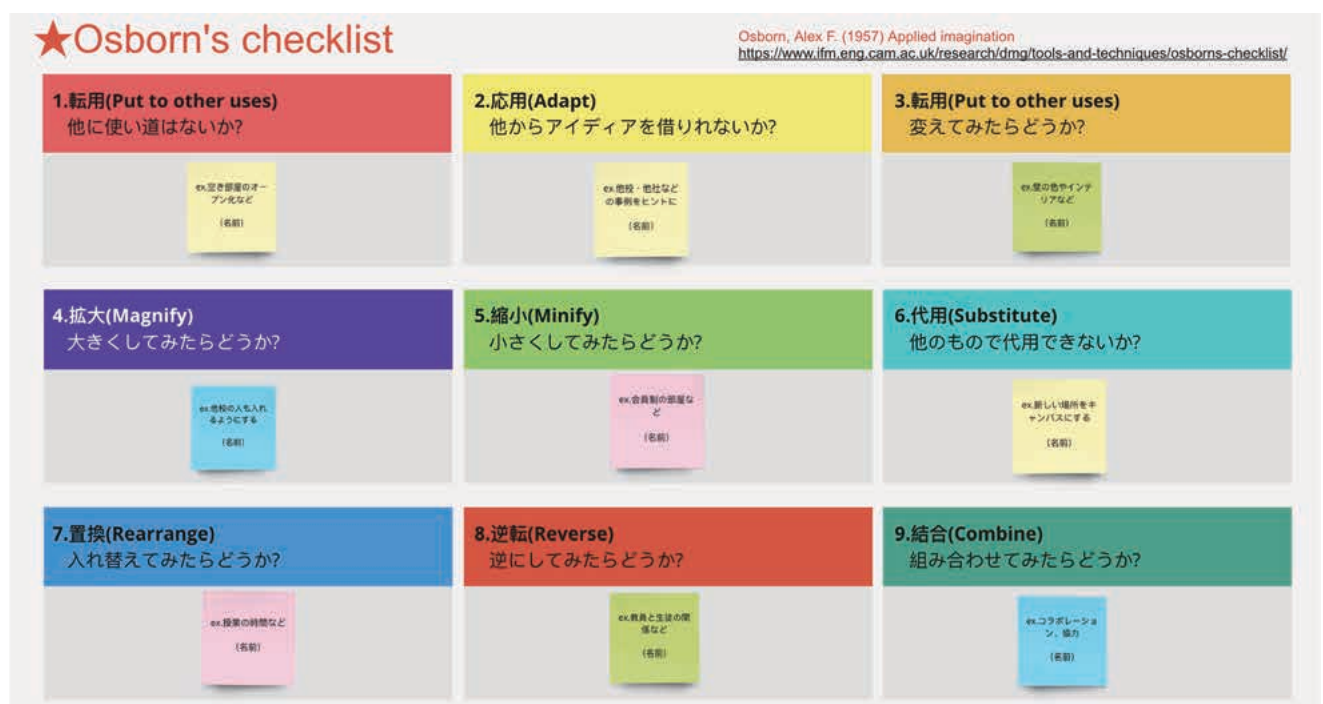 ★Osborn's checklist
Osborn, Alex F. (1957) Applied imagination
https://www.ifm.eng.cam.ac.uk/research/dmg/tools-and-techniques/osborns-checklist/
1.転用(Put to other uses)
他に使い道はないか?
ex.空き部屋のオー
プン化など
(名前)
2.応用(Adapt)
他からアイディアを借りれないか?
ex.他校・他社など
の事例をヒントに
(名前)
3.転用(Put to other uses)
変えてみたらどうか?
ex.壁の色やインテ
リアなど
(名前)
4.拡大(Magnify)
大きくしてみたらどうか?
ex.他校の人も入れ
るようにする
(名前)
5.縮小(Minify)
小さくしてみたらどうか?
ex.会員制の部屋な
ど
(名前)
6.代用(Substitute)
他のもので代用できないか?
ex.新しい場所をキ
ャンパスにする
(名前)
7.置換(Rearrange)
入れ替えてみたらどうか?
ex.授業の時間など
(名前)
8.逆転(Reverse)
逆にしてみたらどうか?
ex.教員と生徒の関
係など
(名前)
9.結合(Combine)
組み合わせてみたらどうか?
ex.コラボレーショ
ン、協力
(名前)